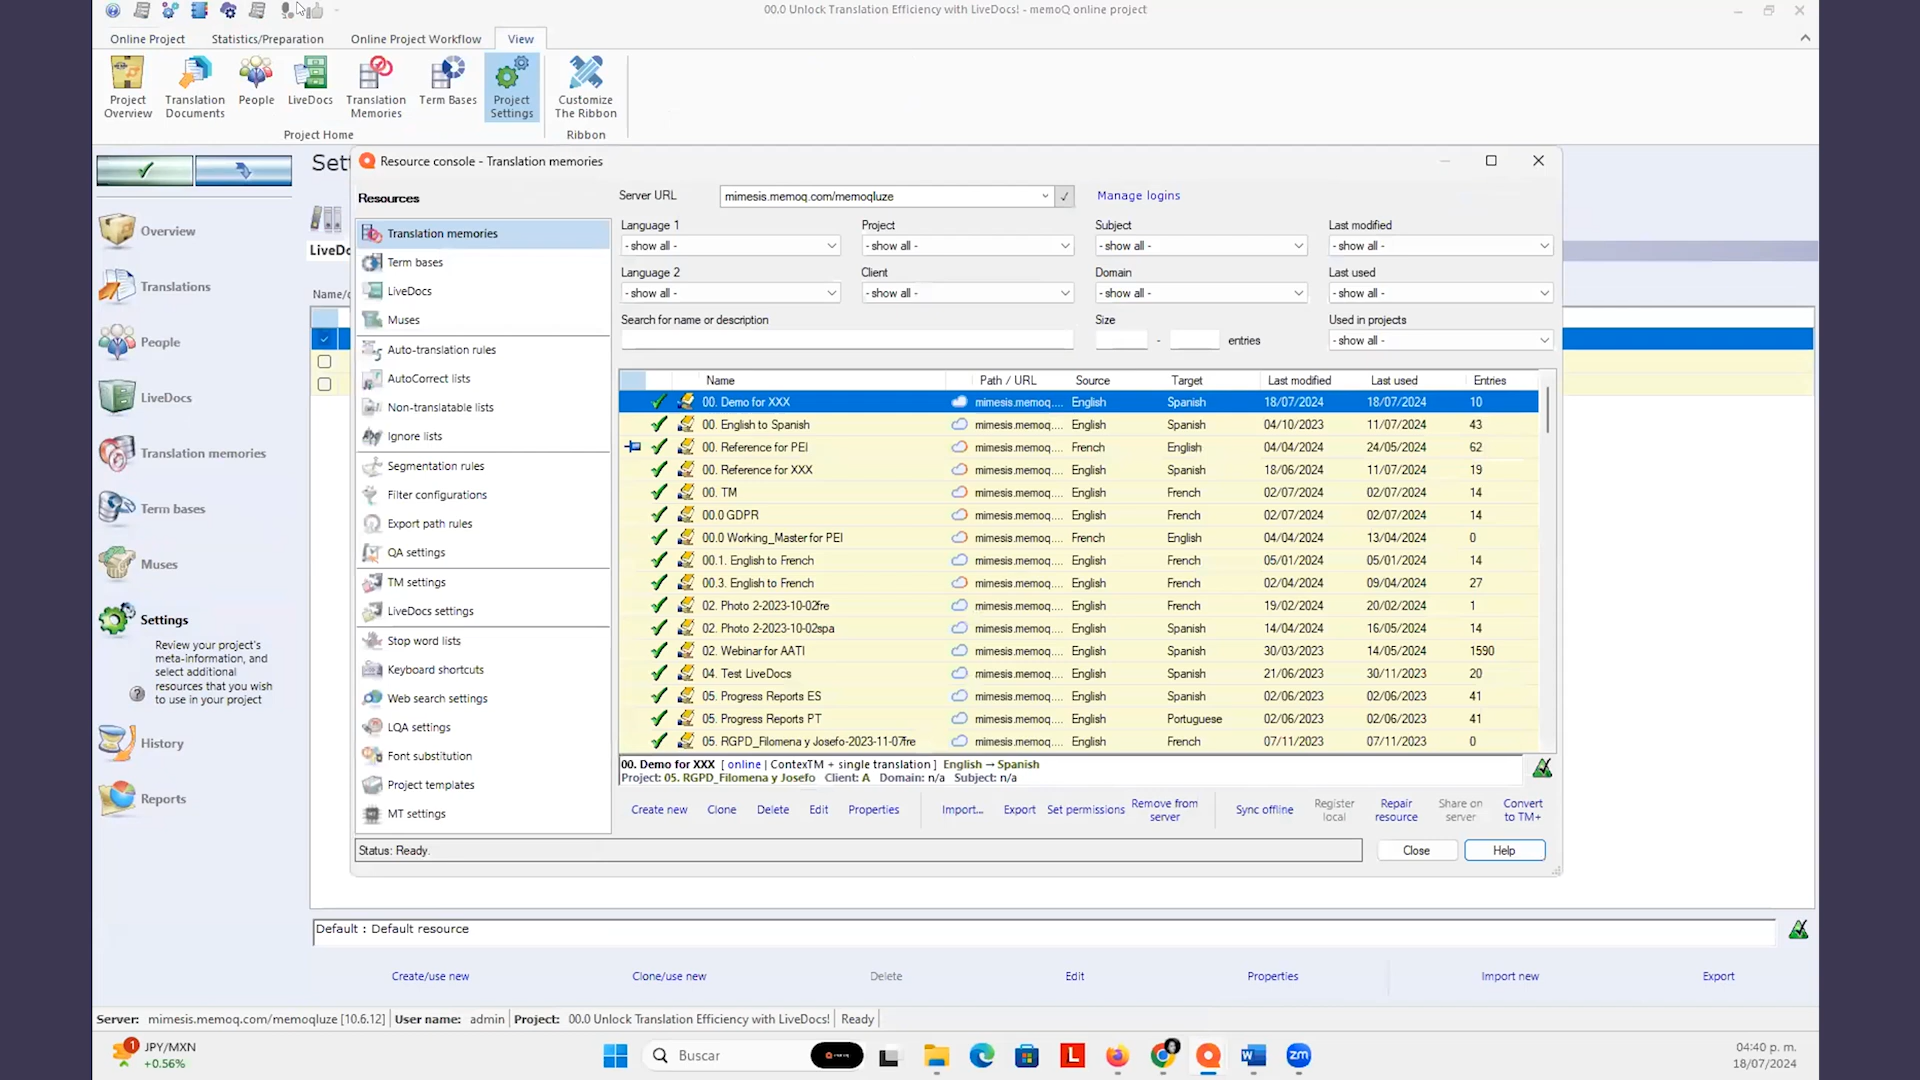 00.0 Unlock Translation Efficiency with LiveDocs! - memoQ online project
Online Project
Statistics/Preparation
Online Project Workflow
View
Project Overview
Translation Documents
People
LiveDocs
Translation Memories
Term Bases
Project Settings
Customize The Ribbon
Project Home
Ribbon
Overview
Translations
People
LiveDocs
Translation memories
Term bases
Muses
Settings
Review your project's
meta-information, and
select additional
resources that you wish
to use in your project
History
Reports
Resource console - Translation memories
Resources
Translation memories
Term bases
LiveDocs
Muses
Auto-translation rules
AutoCorrect lists
Non-translatable lists
Ignore lists
Segmentation rules
Filter configurations
Export path rules
QA settings
TM settings
LiveDocs settings
Stop word lists
Keyboard shortcuts
Web search settings
LQA settings
Font substitution
Project templates
MT settings
Server URL mimesis.memoq.com/memoqluze Manage logins
Language 1 Project Subject Last modified
- show all - - show all - - show all - - show all -
Language 2 Client Domain Last used
- show all - - show all - - show all - - show all -
Search for name or description Size Used in projects
- entries - show all -
Name Path / URL Source Target Last modified Last used Entries
00. Demo for XXX mimesis.memoq.... English Spanish 18/07/2024 18/07/2024 10
00. English to Spanish mimesis.memoq.... English Spanish 04/10/2023 11/07/2024 43
00. Reference for PEI mimesis.memoq.... French English 04/04/2024 24/05/2024 62
00. Reference for XXX mimesis.memoq.... English Spanish 18/06/2024 11/07/2024 19
00. TM mimesis.memoq.... English French 02/07/2024 02/07/2024 14
00.0 GDPR mimesis.memoq.... English French 02/07/2024 02/07/2024 14
00.0 Working_Master for PEI mimesis.memoq.... French English 04/04/2024 13/04/2024 0
00.1. English to French mimesis.memoq.... English French 05/01/2024 05/01/2024 14
00.3. English to French mimesis.memoq.... English French 02/04/2024 09/04/2024 27
02. Photo 2-2023-10-02fre mimesis.memoq.... English French 19/02/2024 20/02/2024 1
02. Photo 2-2023-10-02spa mimesis.memoq.... English Spanish 14/04/2024 16/05/2024 14
02. Webinar for AATI mimesis.memoq.... English Spanish 30/03/2023 14/05/2024 1590
04. Test LiveDocs mimesis.memoq.... English Spanish 21/06/2023 30/11/2023 20
05. Progress Reports ES mimesis.memoq.... English Spanish 02/06/2023 02/06/2023 41
05. Progress Reports PT mimesis.memoq.... English Portuguese 02/06/2023 02/06/2023 41
05. RGPD_Filomena y Josefo-2023-11-07fre mimesis.memoq.... English French 07/11/2023 07/11/2023 0
00. Demo for XXX [ online | ContexTM + single translation ] English → Spanish
Project: 05. RGPD_Filomena y Josefo Client: A Domain: n/a Subject: n/a
Create new Clone Delete Edit Properties Import... Export Set permissions Remove from server Sync offline Register local Repair resource Share on server Convert to TM+
Status: Ready. Close Help
Default : Default resource
Create/use new Clone/use new Delete Edit Properties Import new Export
Server: mimesis.memoq.com/memoqluze [10.6.12] User name: admin Project: 00.0 Unlock Translation Efficiency with LiveDocs! Ready
1 JPY/MXN
+0.56%
Buscar
L
W
zm
04:40 p. m.
18/07/2024